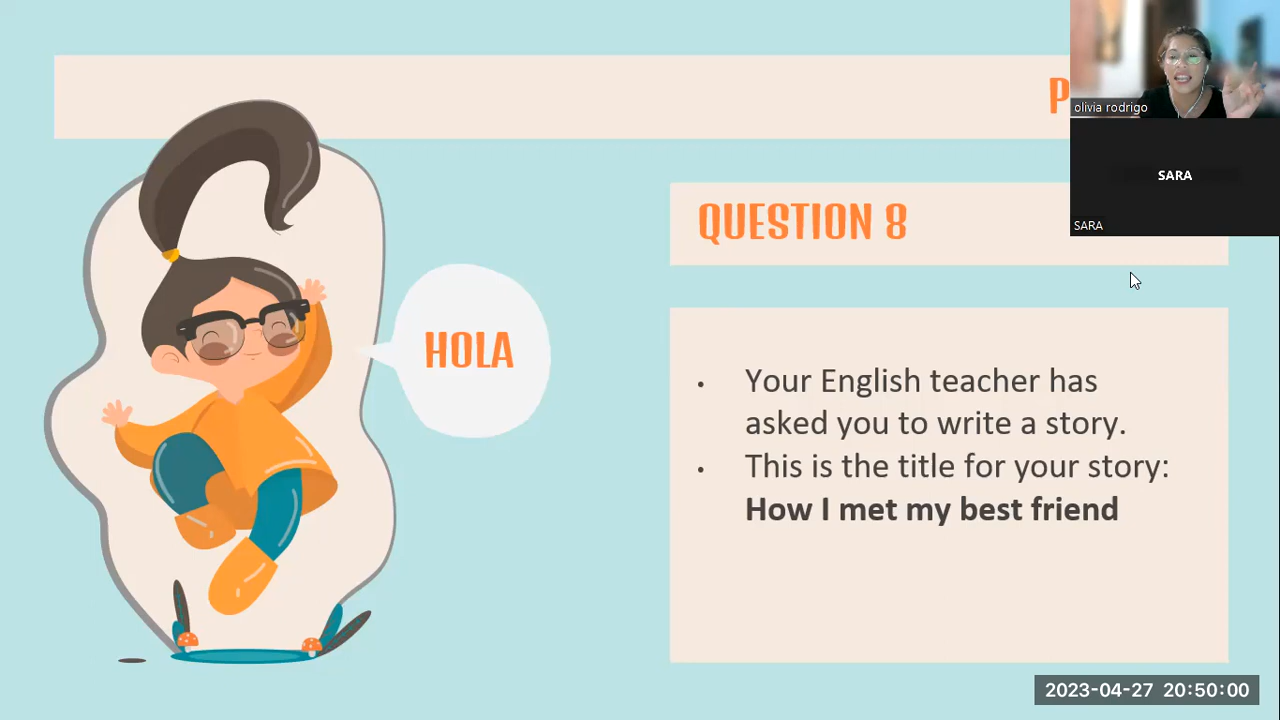 olivia rodrigo
SARA
SARA
QUESTION 8
HOLA
• Your English teacher has
asked you to write a story.
• This is the title for your story:
How I met my best friend
2023-04-27 20:50:00